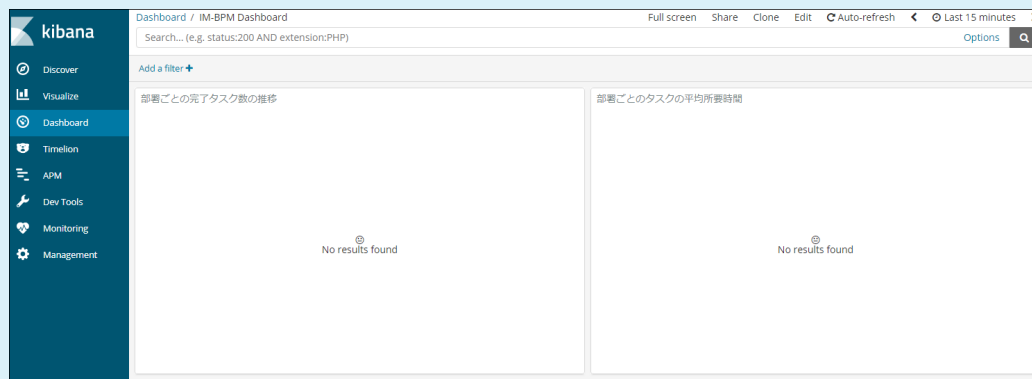 kibana
Discover
Visualize
Dashboard
Timelion
APM
Dev Tools
Monitoring
Management
Dashboard / IM-BPM Dashboard
Full screen Share Clone Edit Auto-refresh Last 15 minutes
Search... (e.g. status:200 AND extension:PHP)
Options
Add a filter +
部署ごとの完了タスク数の推移
No results found
部署ごとのタスクの平均所要時間
No results found